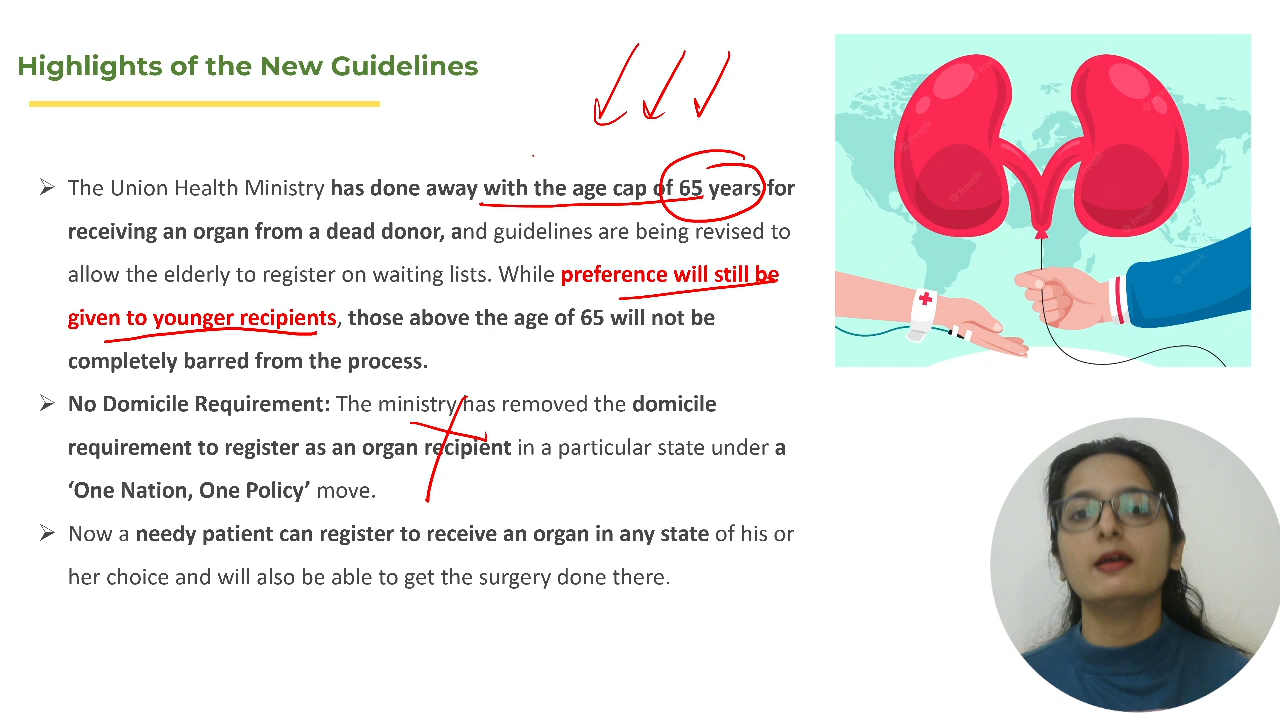 Highlights of the New Guidelines
The Union Health Ministry has done away with the age cap of 65 years for
receiving an organ from a dead donor, and guidelines are being revised to
allow the elderly to register on waiting lists. While preference will still be
given to younger recipients, those above the age of 65 will not be
completely barred from the process.
No Domicile Requirement: The ministry has removed the domicile
requirement to register as an organ recipient in a particular state under a
‘One Nation, One Policy’ move.
Now a needy patient can register to receive an organ in any state of his or
her choice and will also be able to get the surgery done there.